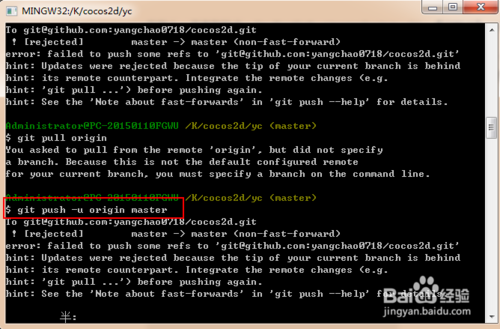 MINGW32:/K/cocos2d/yc
To git@github.com:yangchao0718/cocos2d.git
! [rejected] master -> master (non-fast-forward)
error: failed to push some refs to 'git@github.com:yangchao0718/cocos2d.git'
hint: Updates were rejected because the tip of your current branch is behind
hint: its remote counterpart. Integrate the remote changes (e.g.
hint: 'git pull ...') before pushing again.
hint: See the 'Note about fast-forwards' in 'git push --help' for details.
Administrator@PC-20150110FGWU /K/cocos2d/yc (master)
$ git pull origin
You asked to pull from the remote 'origin', but did not specify
a branch. Because this is not the default configured remote
for your current branch, you must specify a branch on the command line.
Administrator@PC-20150110FGWU /K/cocos2d/yc (master)
$ git push -u origin master
To git@github.com:yangchao0718/cocos2d.git
! [rejected] master -> master (non-fast-forward)
error: failed to push some refs to 'git@github.com:yangchao0718/cocos2d.git'
hint: Updates were rejected because the tip of your current branch is behind
hint: its remote counterpart. Integrate the remote changes (e.g.
hint: 'git pull ...') before pushing again.
hint: See the 'Note about fast-forwards' in 'git push --help' for
半:
Baidu 经验
jingyan.baidu.com